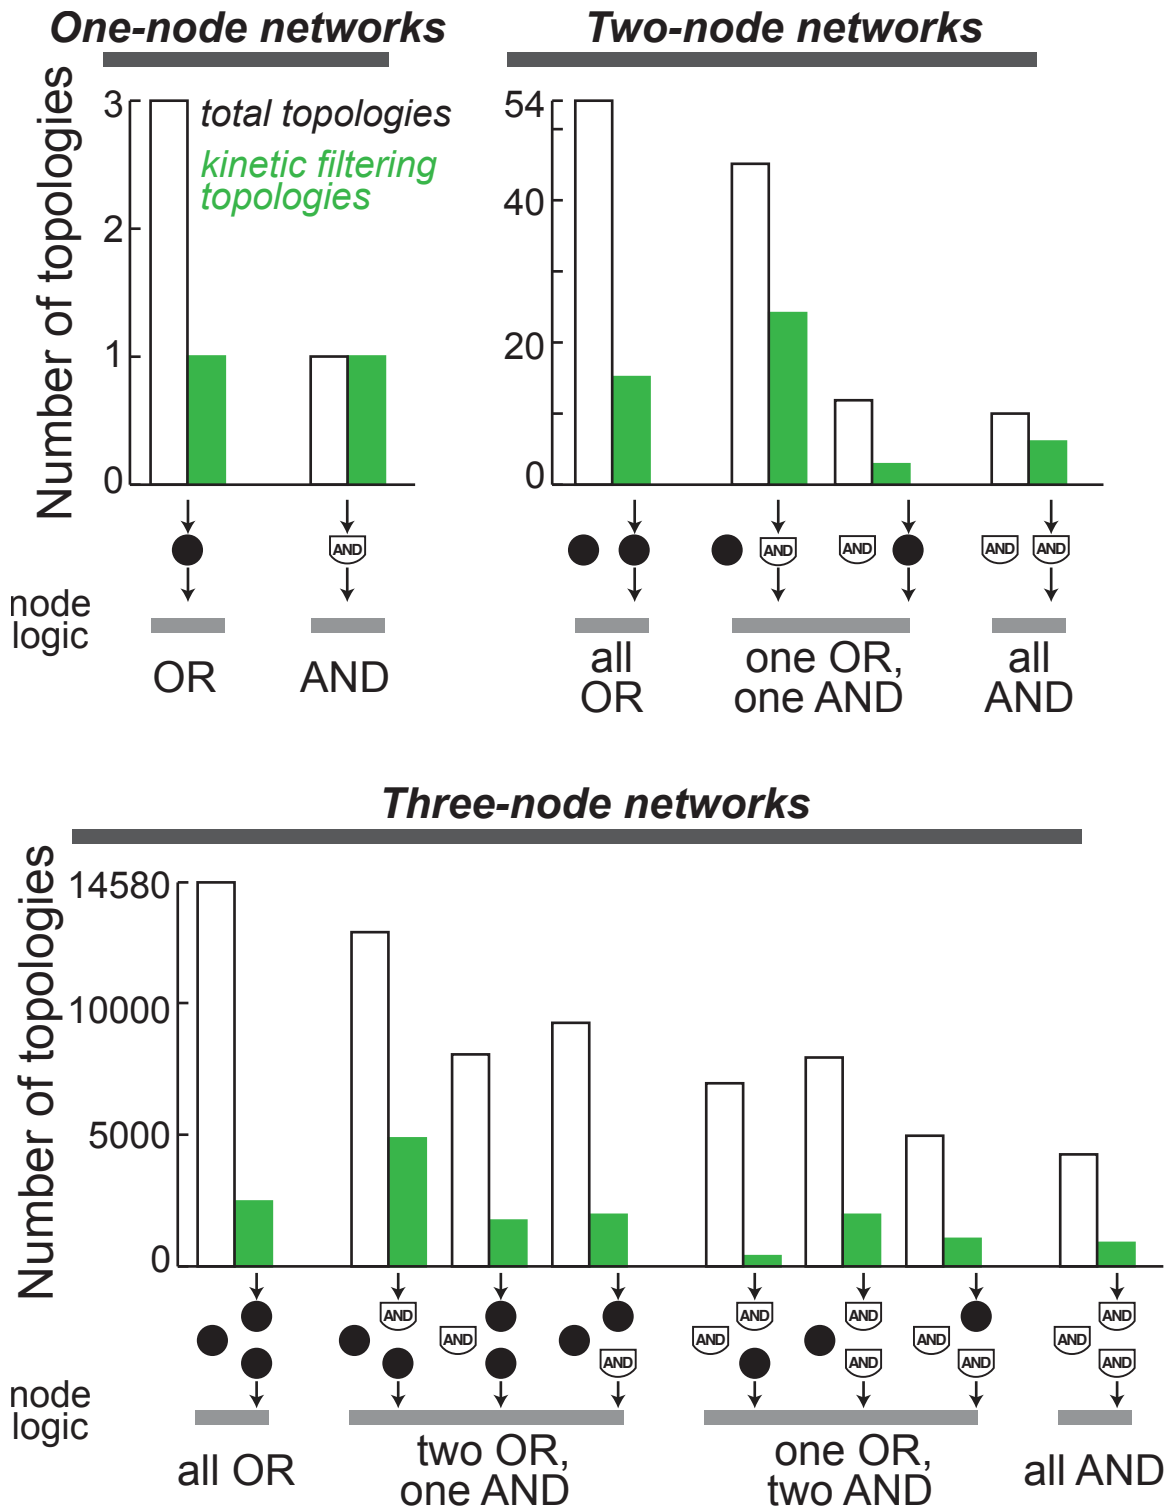 One-node networks
Number of topologies
3
2
1
0
total topologies
kinetic filtering
topologies
AND
node
logic
OR
AND
Two-node networks
54
40
20
0
AND
AND
AND
AND
all
OR
one OR,
one AND
all
AND
Three-node networks
Number of topologies
14580
10000
5000
0
AND
AND
AND
AND
AND
AND
AND
AND
AND
AND
AND
AND
node
logic
all OR
two OR,
one AND
one OR,
two AND
all AND